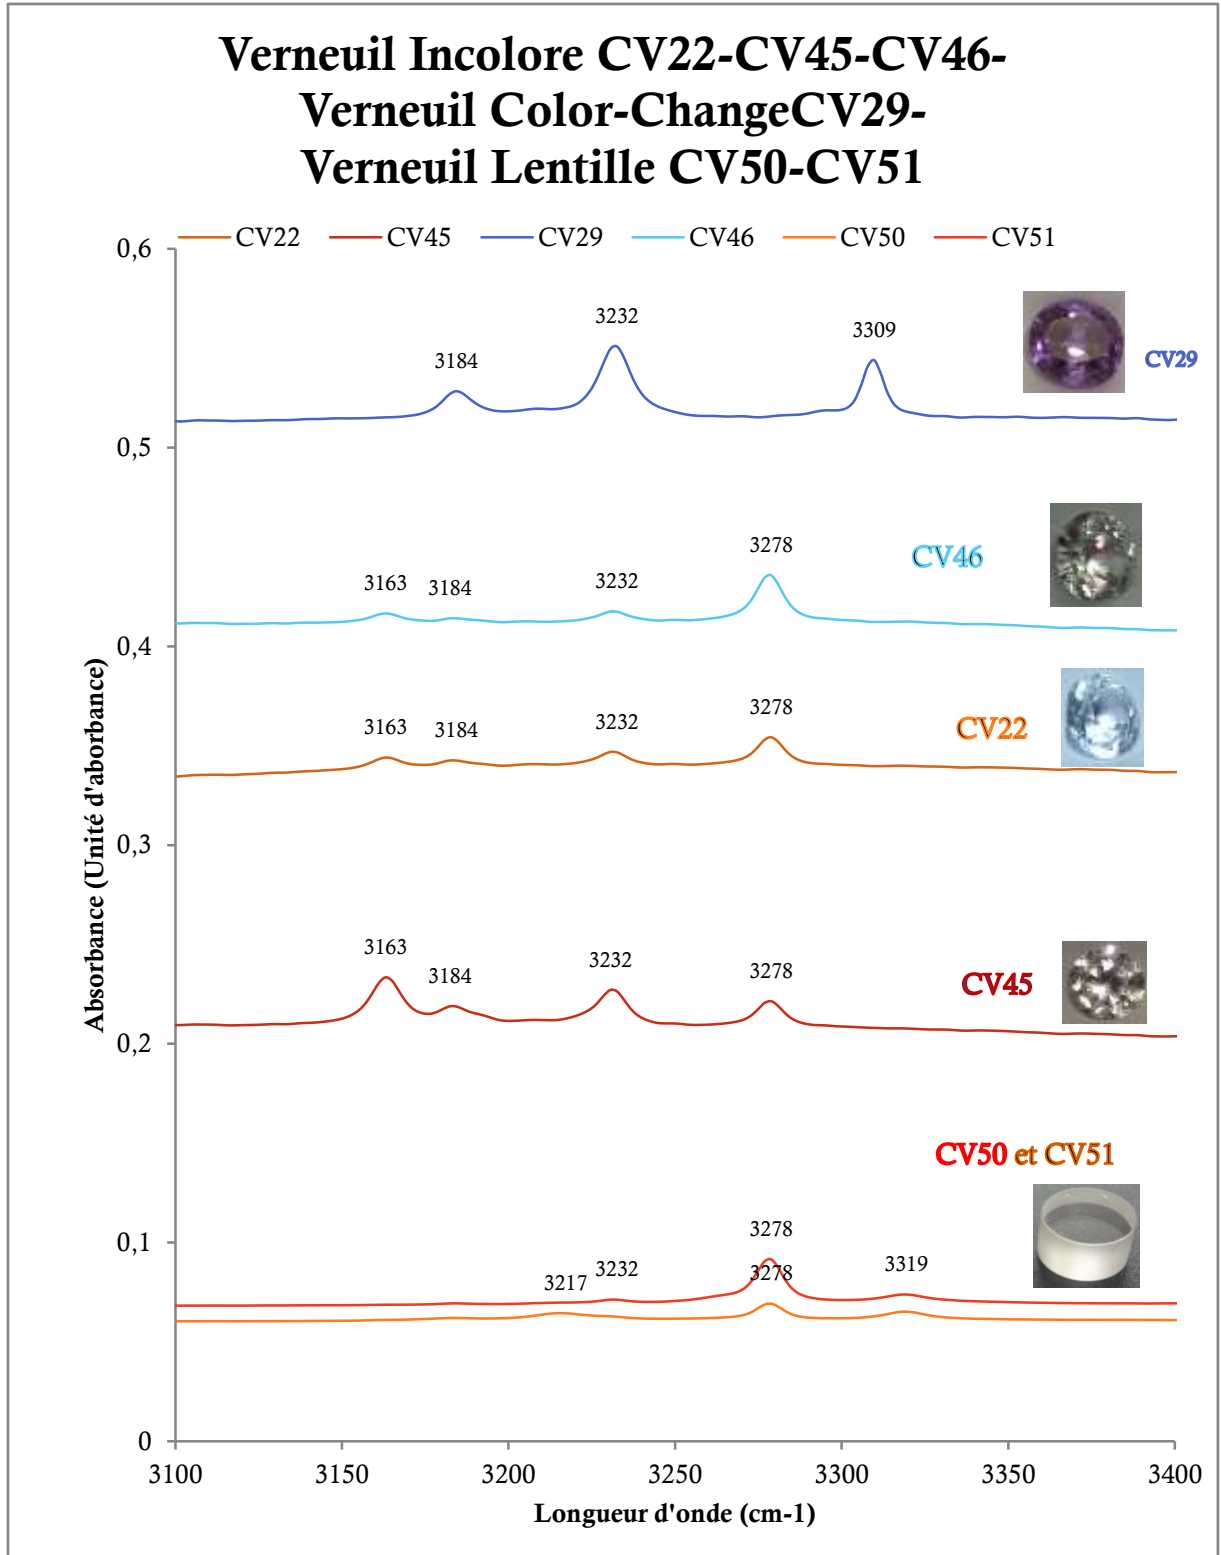 Verneuil Incolore CV22-CV45-CV46-
Verneuil Color-ChangeCV29-
Verneuil Lentille CV50-CV51
CV22 CV45 CV29 CV46 CV50 CV51
0,6
3184 3232 3309
CV29
0,5
3163 3184 3232 3278
CV46
0,4
3163 3184 3232 3278
CV22
0,3
3163 3184 3232 3278
CV45
0,2
CV50 et CV51
0,1
3278
3217 3232 3278 3319
0
Absorbance (Unité d'aborbance)
3100 3150 3200 3250 3300 3350 3400
Longueur d'onde (cm-1)